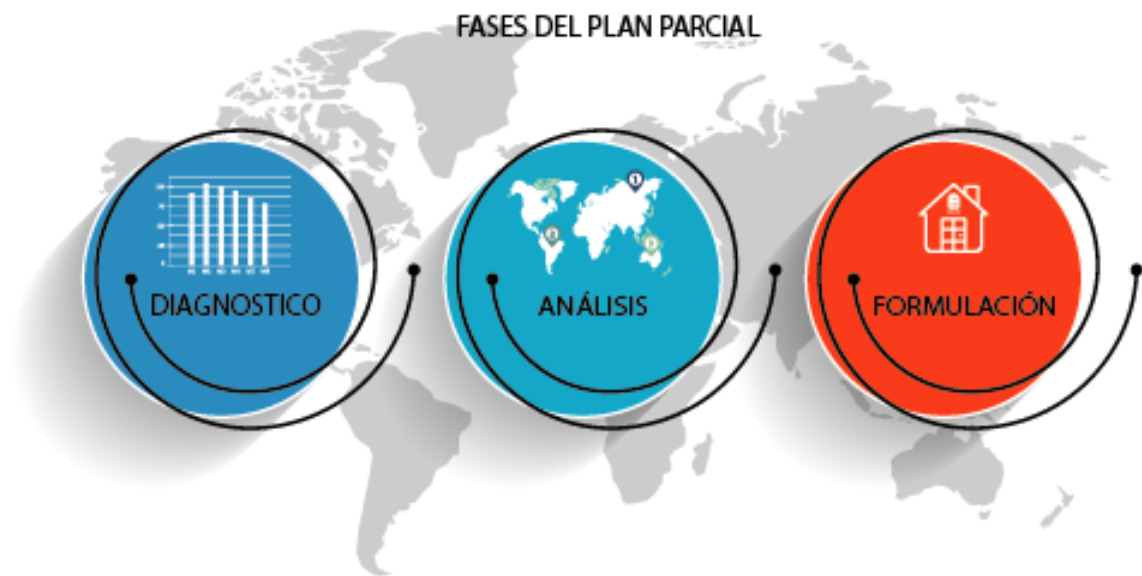 FASES DEL PLAN PARCIAL
DIAGNOSTICO
ANÁLISIS
FORMULACIÓN